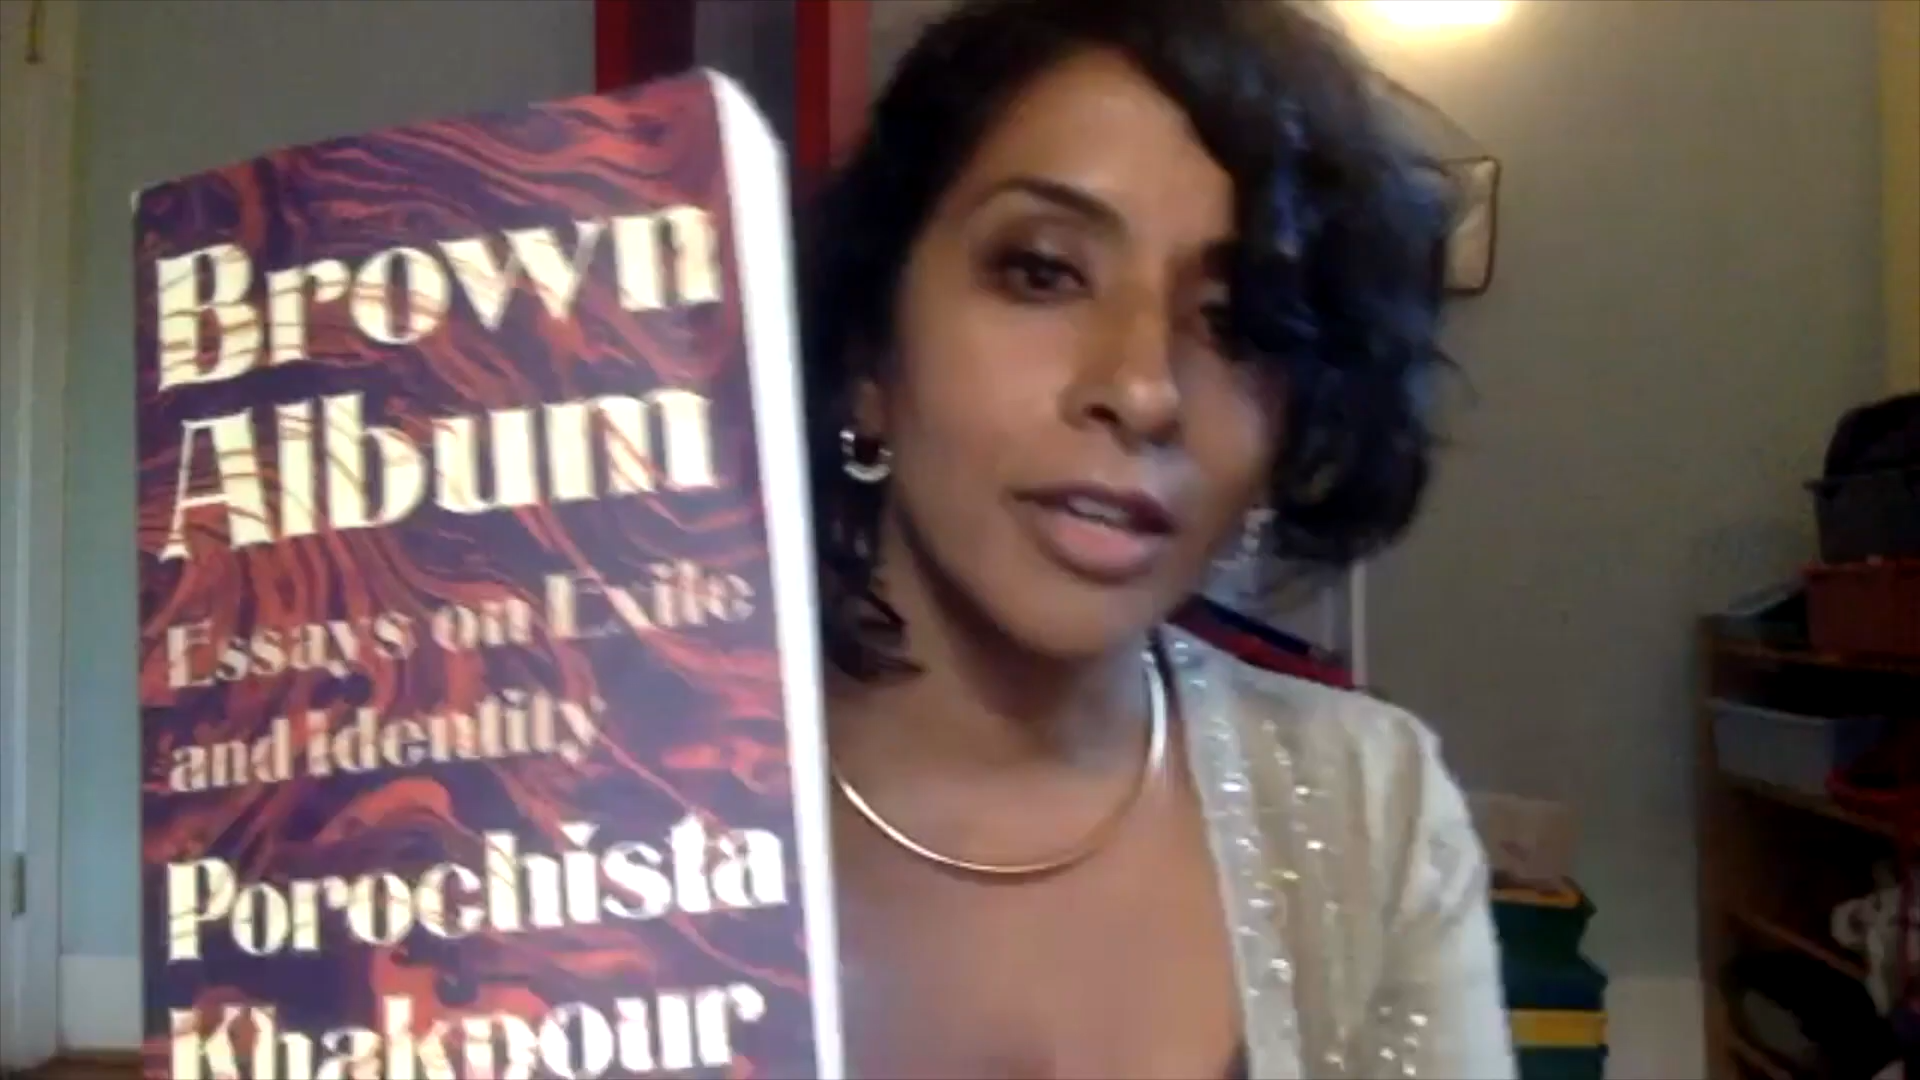 Brown
Album
Essays on Exile
and identity
Porochista
Khakpour